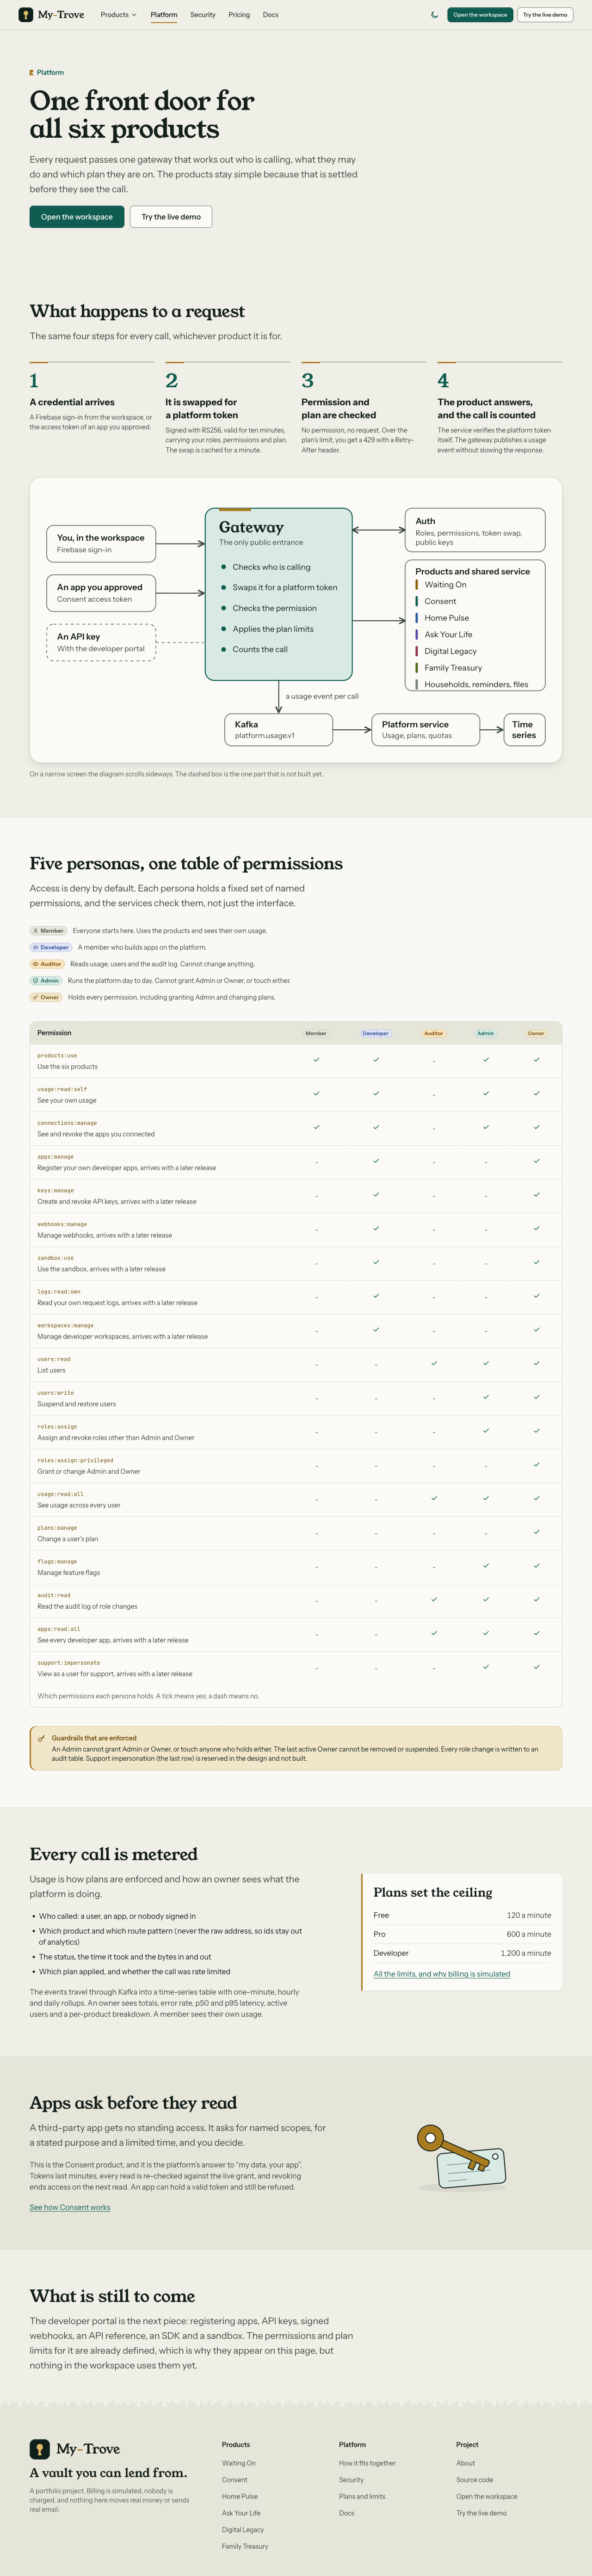 My-Trove
Products
Platform
Security
Pricing
Docs
Open the workspace
Try the live demo
Platform
One front door for
all six products
Every request passes one gateway that works out who is calling, what they may
do and which plan they are on. The products stay simple because that is settled
before they see the call.
Open the workspace
Try the live demo
What happens to a request
The same four steps for every call, whichever product it is for.
1
A credential arrives
A Firebase sign-in from the workspace, or
the access token of an app you approved.
2
It is swapped for
a platform token
Signed with RS256, valid for ten minutes,
carrying your roles, permissions and plan.
The swap is cached for a minute.
3
Permission and
plan are checked
No permission, no request. Over the
plan's limit, you get a 429 with a Retry-
After header.
4
The product answers,
and the call is counted
The service verifies the platform token
itself. The gateway publishes a usage
event without slowing the response.
You, in the workspace
Firebase sign-in
An app you approved
Consent access token
An API key
With the developer portal
Gateway
The only public entrance
Checks who is calling
Swaps it for a platform token
Checks the permission
Applies the plan limits
Counts the call
Auth
Roles, permissions, token swap,
public keys
Products and shared service
Waiting On
Consent
Home Pulse
Ask Your Life
Digital Legacy
Family Treasury
Households, reminders, files
a usage event per call
Kafka
platform.usage.v1
Platform service
Usage, plans, quotas
Time
series
On a narrow screen the diagram scrolls sideways. The dashed box is the one part that is not built yet.
Five personas, one table of permissions
Access is deny by default. Each persona holds a fixed set of named
permissions, and the services check them, not just the interface.
Member Everyone starts here. Uses the products and sees their own usage.
Developer A member who builds apps on the platform.
Auditor Reads usage, users and the audit log. Cannot change anything.
Admin Runs the platform day to day. Cannot grant Admin or Owner, or touch either.
Owner Holds every permission, including granting Admin and changing plans.
Permission Member Developer Auditor Admin Owner
products:use
Use the six products
usage:read:self
See your own usage
connections:manage
See and revoke the apps you connected
apps:manage
Register your own developer apps, arrives with a later release
keys:manage
Create and revoke API keys, arrives with a later release
webhooks:manage
Manage webhooks, arrives with a later release
sandbox:use
Use the sandbox, arrives with a later release
logs:read:own
Read your own request logs, arrives with a later release
workspaces:manage
Manage developer workspaces, arrives with a later release
users:read
List users
users:write
Suspend and restore users
roles:assign
Assign and revoke roles other than Admin and Owner
roles:assign:privileged
Grant or change Admin and Owner
usage:read:all
See usage across every user
plans:manage
Change a user's plan
flags:manage
Manage feature flags
audit:read
Read the audit log of role changes
apps:read:all
See every developer app, arrives with a later release
support:impersonate
View as a user for support, arrives with a later release
Which permissions each persona holds. A tick means yes; a dash means no.
Guardrails that are enforced
An Admin cannot grant Admin or Owner, or touch anyone who holds either. The last active Owner cannot be removed or suspended. Every role change is written to an
audit table. Support impersonation (the last row) is reserved in the design and not built.
Every call is metered
Usage is how plans are enforced and how an owner sees what the
platform is doing.
• Who called: a user, an app, or nobody signed in
• Which product and which route pattern (never the raw address, so ids stay out
of analytics)
• The status, the time it took and the bytes in and out
• Which plan applied, and whether the call was rate limited
The events travel through Kafka into a time-series table with one-minute, hourly
and daily rollups. An owner sees totals, error rate, p50 and p95 latency, active
users and a per-product breakdown. A member sees their own usage.
Plans set the ceiling
Free 120 a minute
Pro 600 a minute
Developer 1,200 a minute
All the limits, and why billing is simulated
Apps ask before they read
A third-party app gets no standing access. It asks for named scopes, for
a stated purpose and a limited time, and you decide.
This is the Consent product, and it is the platform's answer to “my data, your app”.
Tokens last minutes, every read is re-checked against the live grant, and revoking
ends access on the next read. An app can hold a valid token and still be refused.
See how Consent works
What is still to come
The developer portal is the next piece: registering apps, API keys, signed
webhooks, an API reference, an SDK and a sandbox. The permissions and plan
limits for it are already defined, which is why they appear on this page, but
nothing in the workspace uses them yet.
My-Trove
A vault you can lend from.
A portfolio project. Billing is simulated, nobody is
charged, and nothing here moves real money or sends
real email.
Products
Waiting On
Consent
Home Pulse
Ask Your Life
Digital Legacy
Family Treasury
Platform
How it fits together
Security
Plans and limits
Docs
Project
About
Source code
Open the workspace
Try the live demo